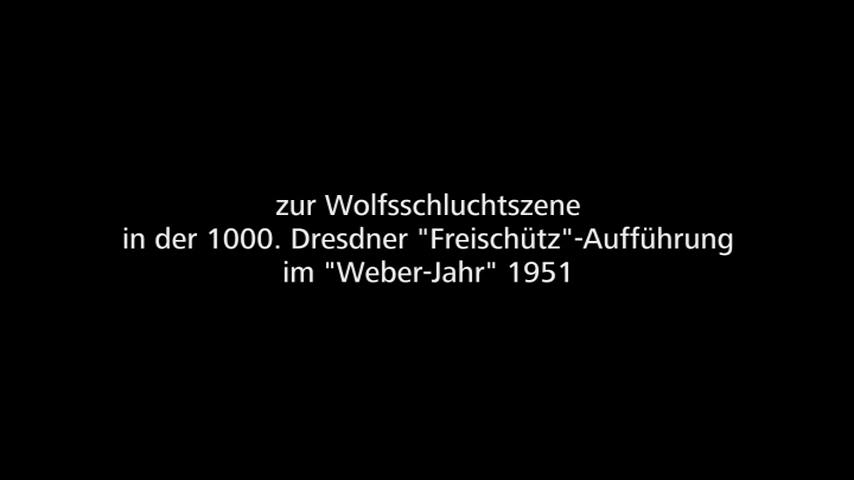 zur Wolfsschluchtszene
in der 1000. Dresdner "Freischütz"-Aufführung
im "Weber-Jahr" 1951